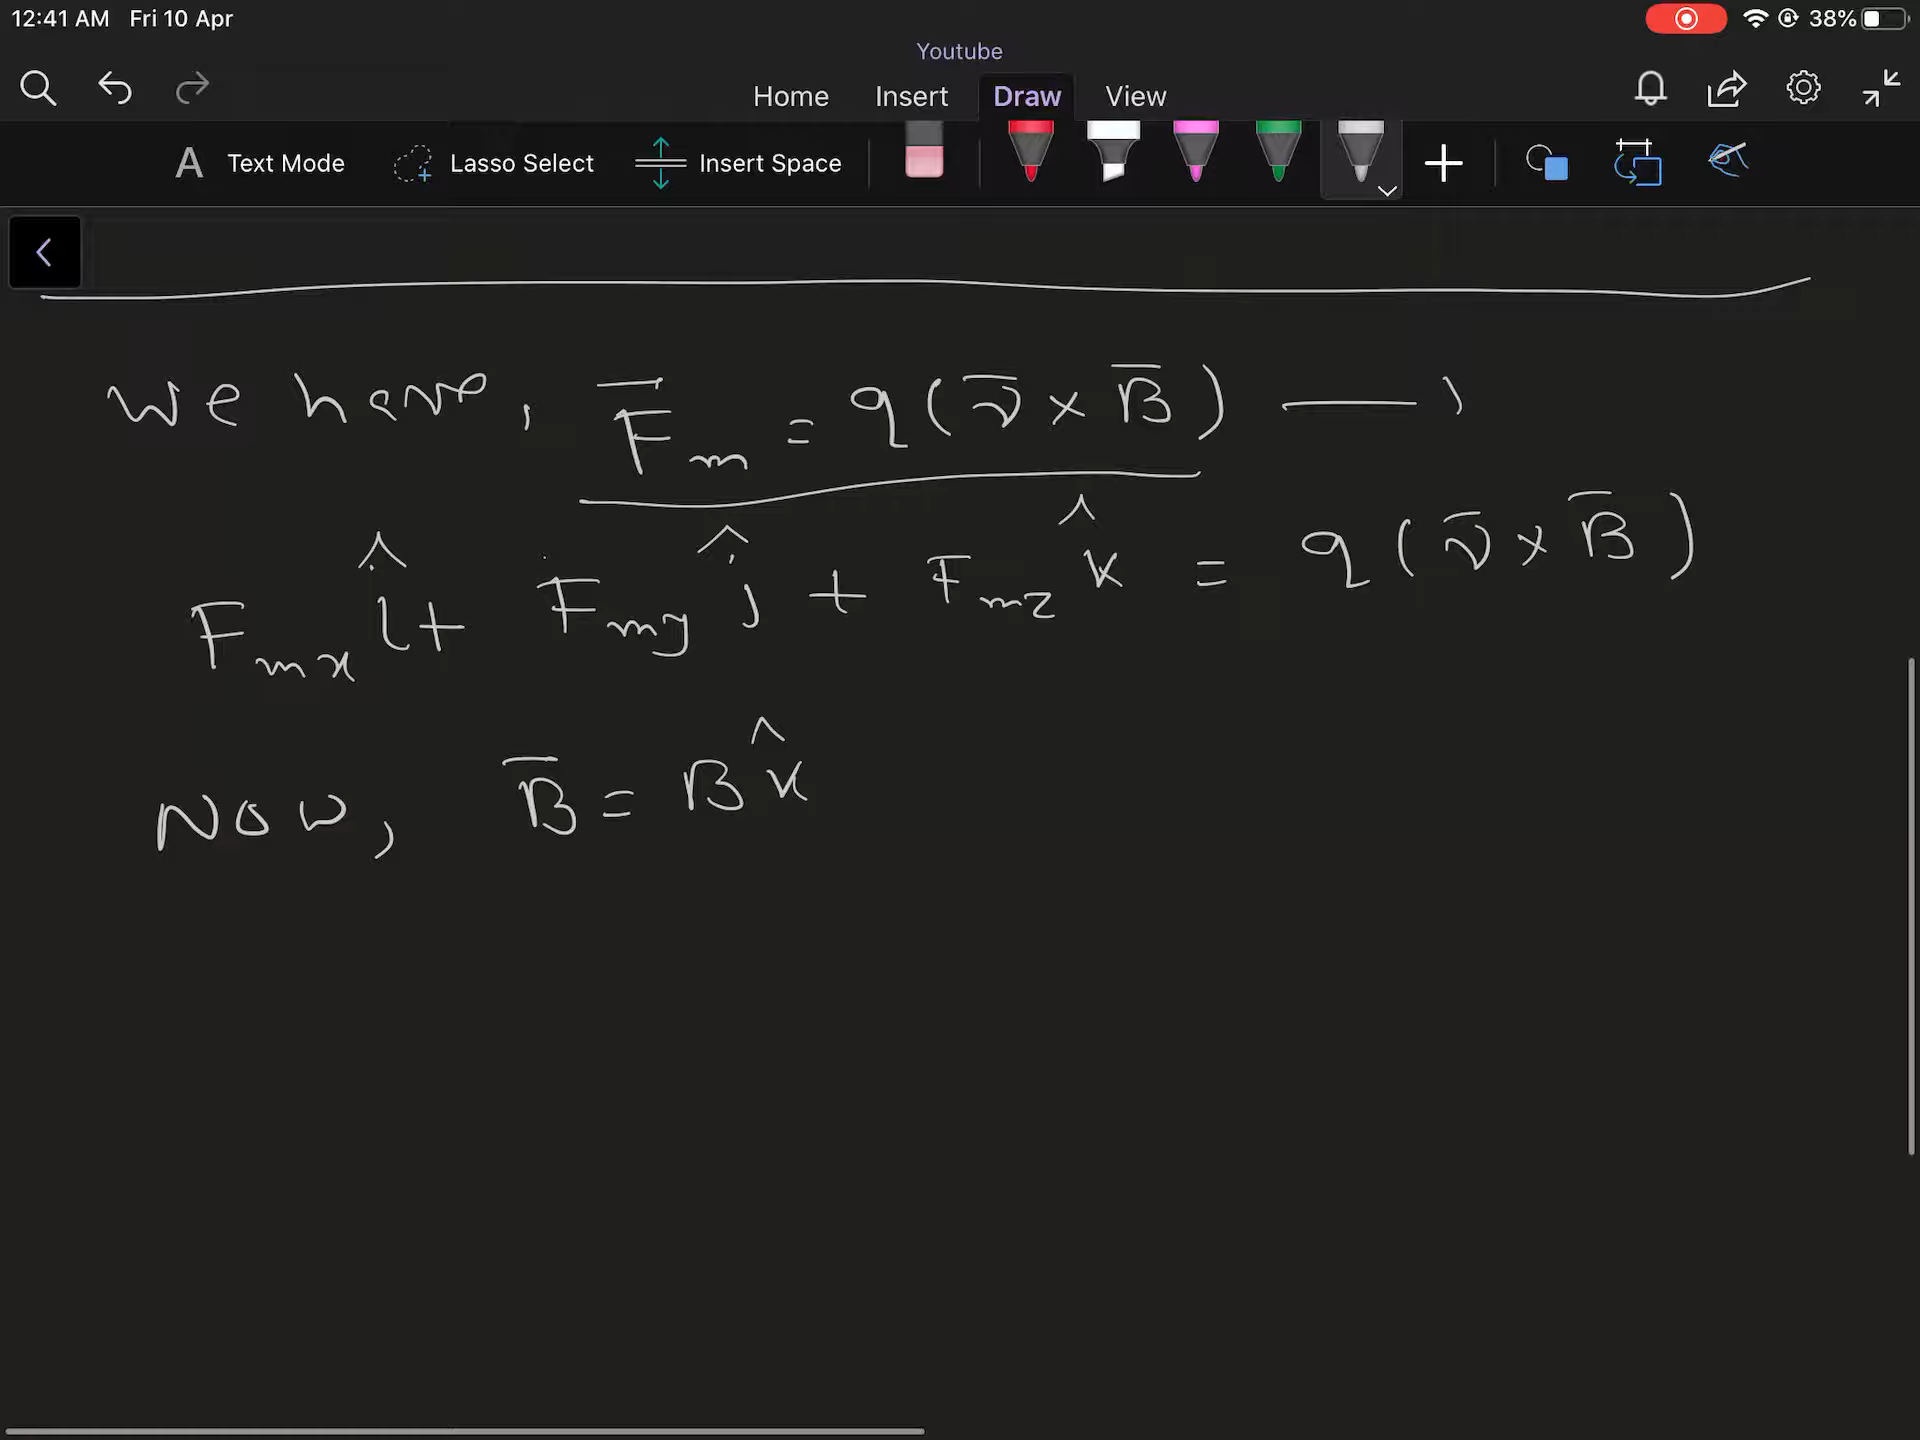 12:41 AM Fri 10 Apr 38%
Youtube
Home Insert Draw View
A Text Mode Lasso Select Insert Space
We have, F̅m = q(v̅ × B̅) —)
Fmx î + Fmy ĵ + Fmz k̂ = q(v̅ × B̅)
Now, B̅ = B k̂